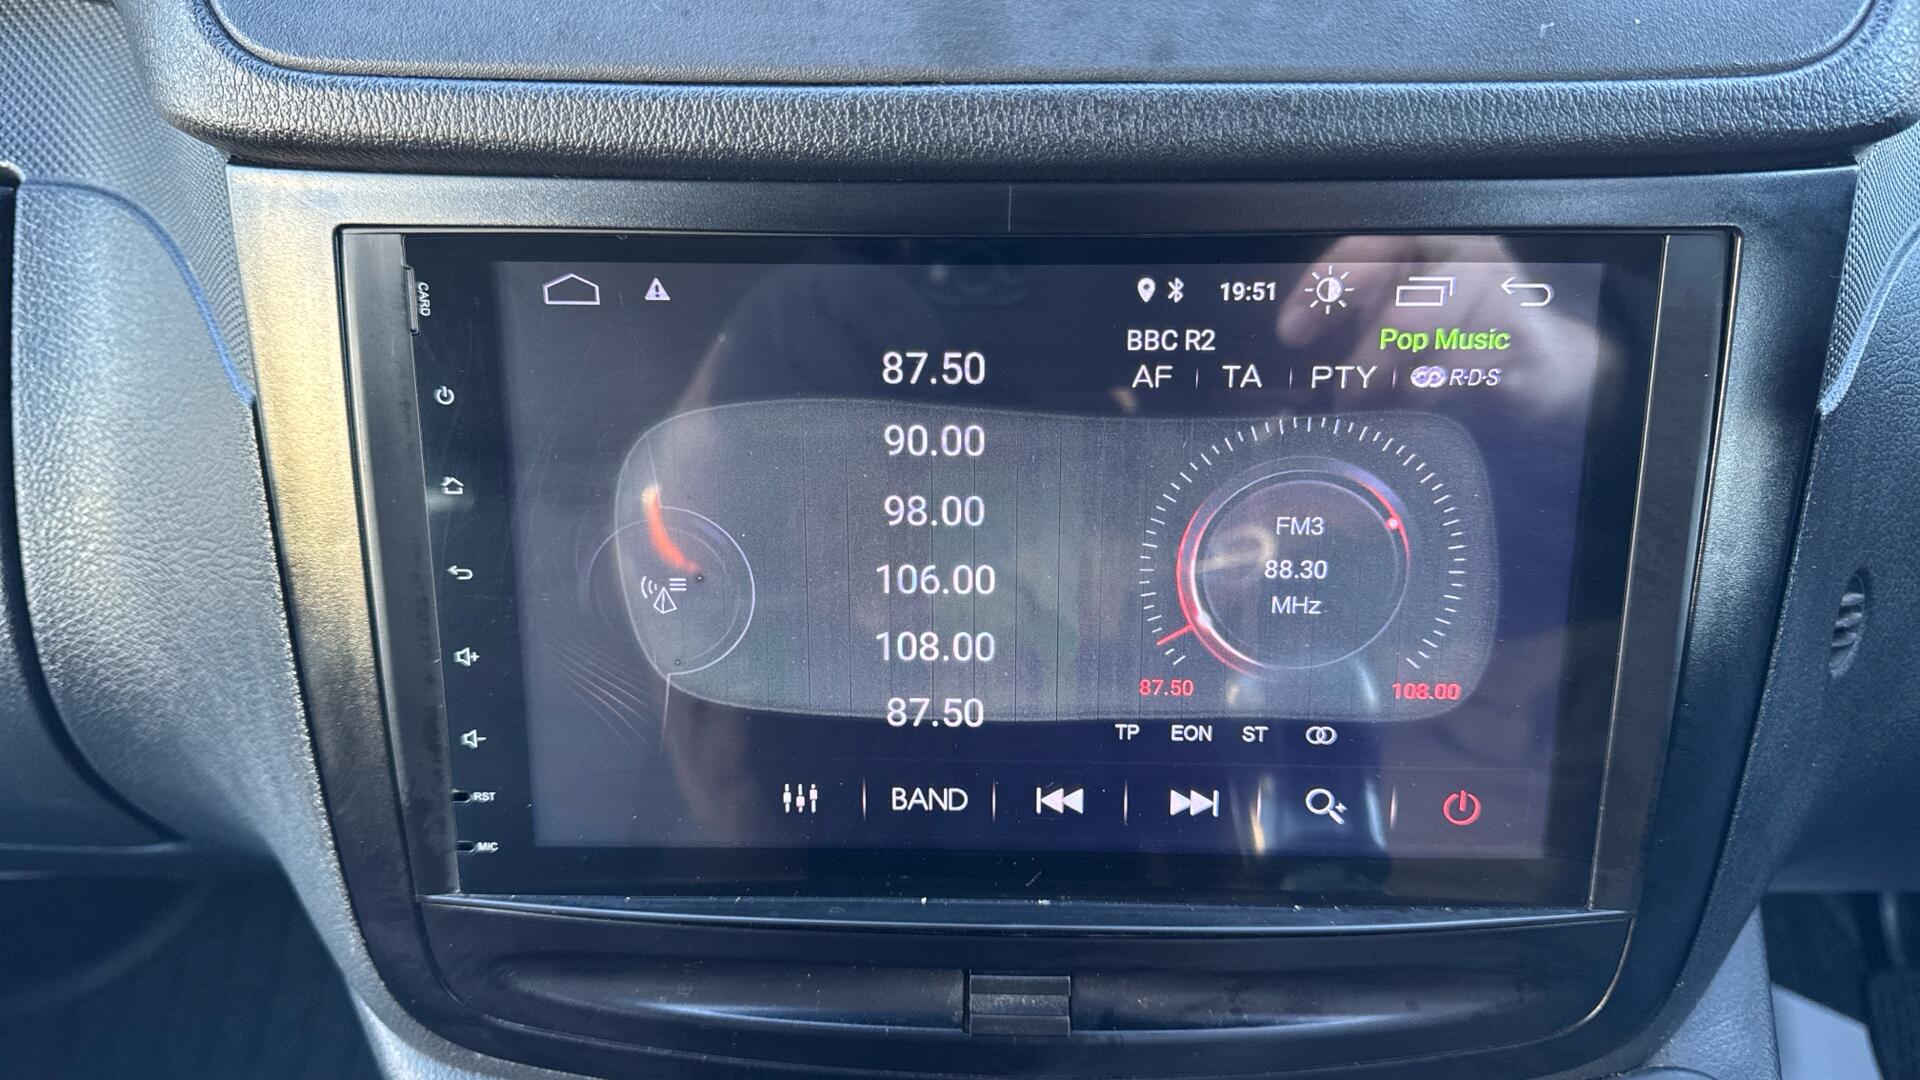 CARD
19:51
BBC R2 Pop Music
AF TA PTY R·D·S
87.50
90.00
98.00
106.00
108.00
87.50
FM3
88.30
MHz
87.50 108.00
TP EON ST
BAND
RST
MIC